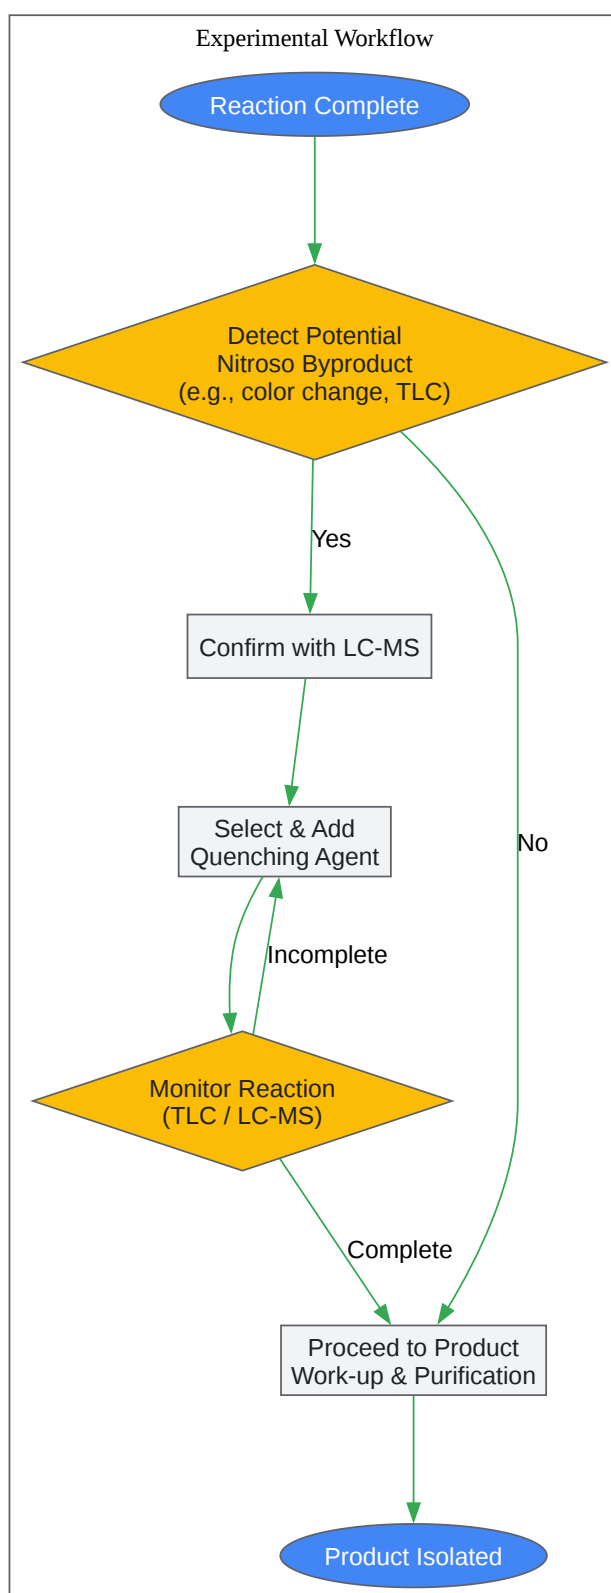 Experimental Workflow
Reaction Complete
Detect Potential
Nitroso Byproduct
(e.g., color change, TLC)
Yes
Confirm with LC-MS
Select & Add
Quenching Agent
No
Incomplete
Monitor Reaction
(TLC / LC-MS)
Complete
Proceed to Product
Work-up & Purification
Product Isolated